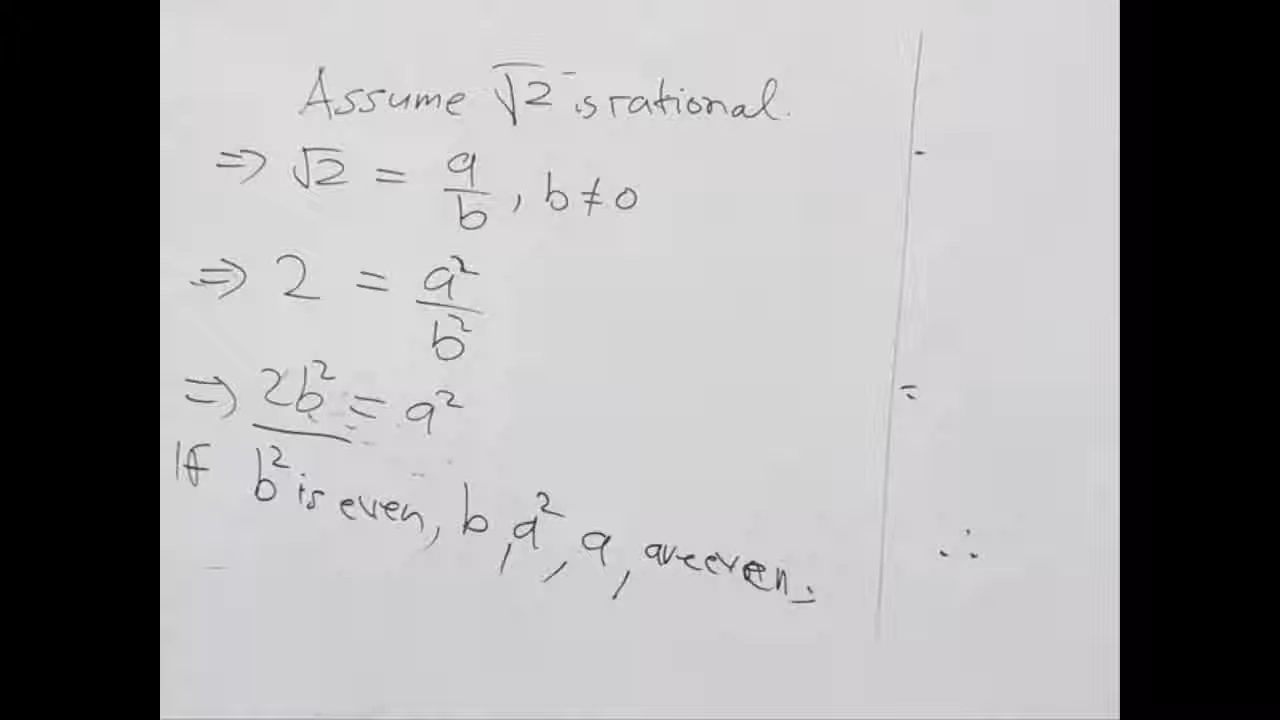 Assume √2 is rational.
⇒ √2 = a/b, b ≠ 0
⇒ 2 = a²/b²
⇒ 2b² = a²
If b² is even, b, a², a, are even.
-
=
∴